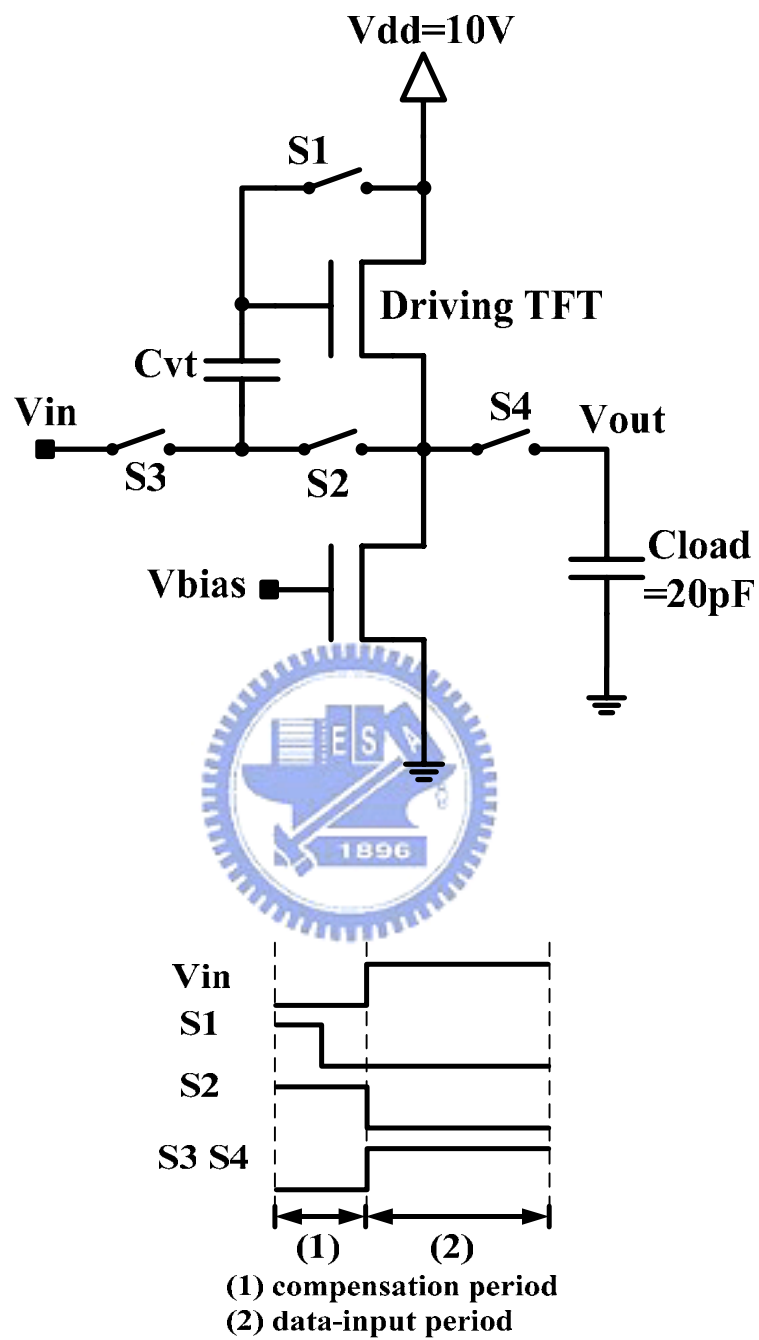 Vdd=10V
S1
Driving TFT
Cvt
Vin
S4
Vout
S3
S2
Cload
=20pF
Vbias
E S A
1896
Vin
S1
S2
S3 S4
(1) (2)
(1) compensation period
(2) data-input period